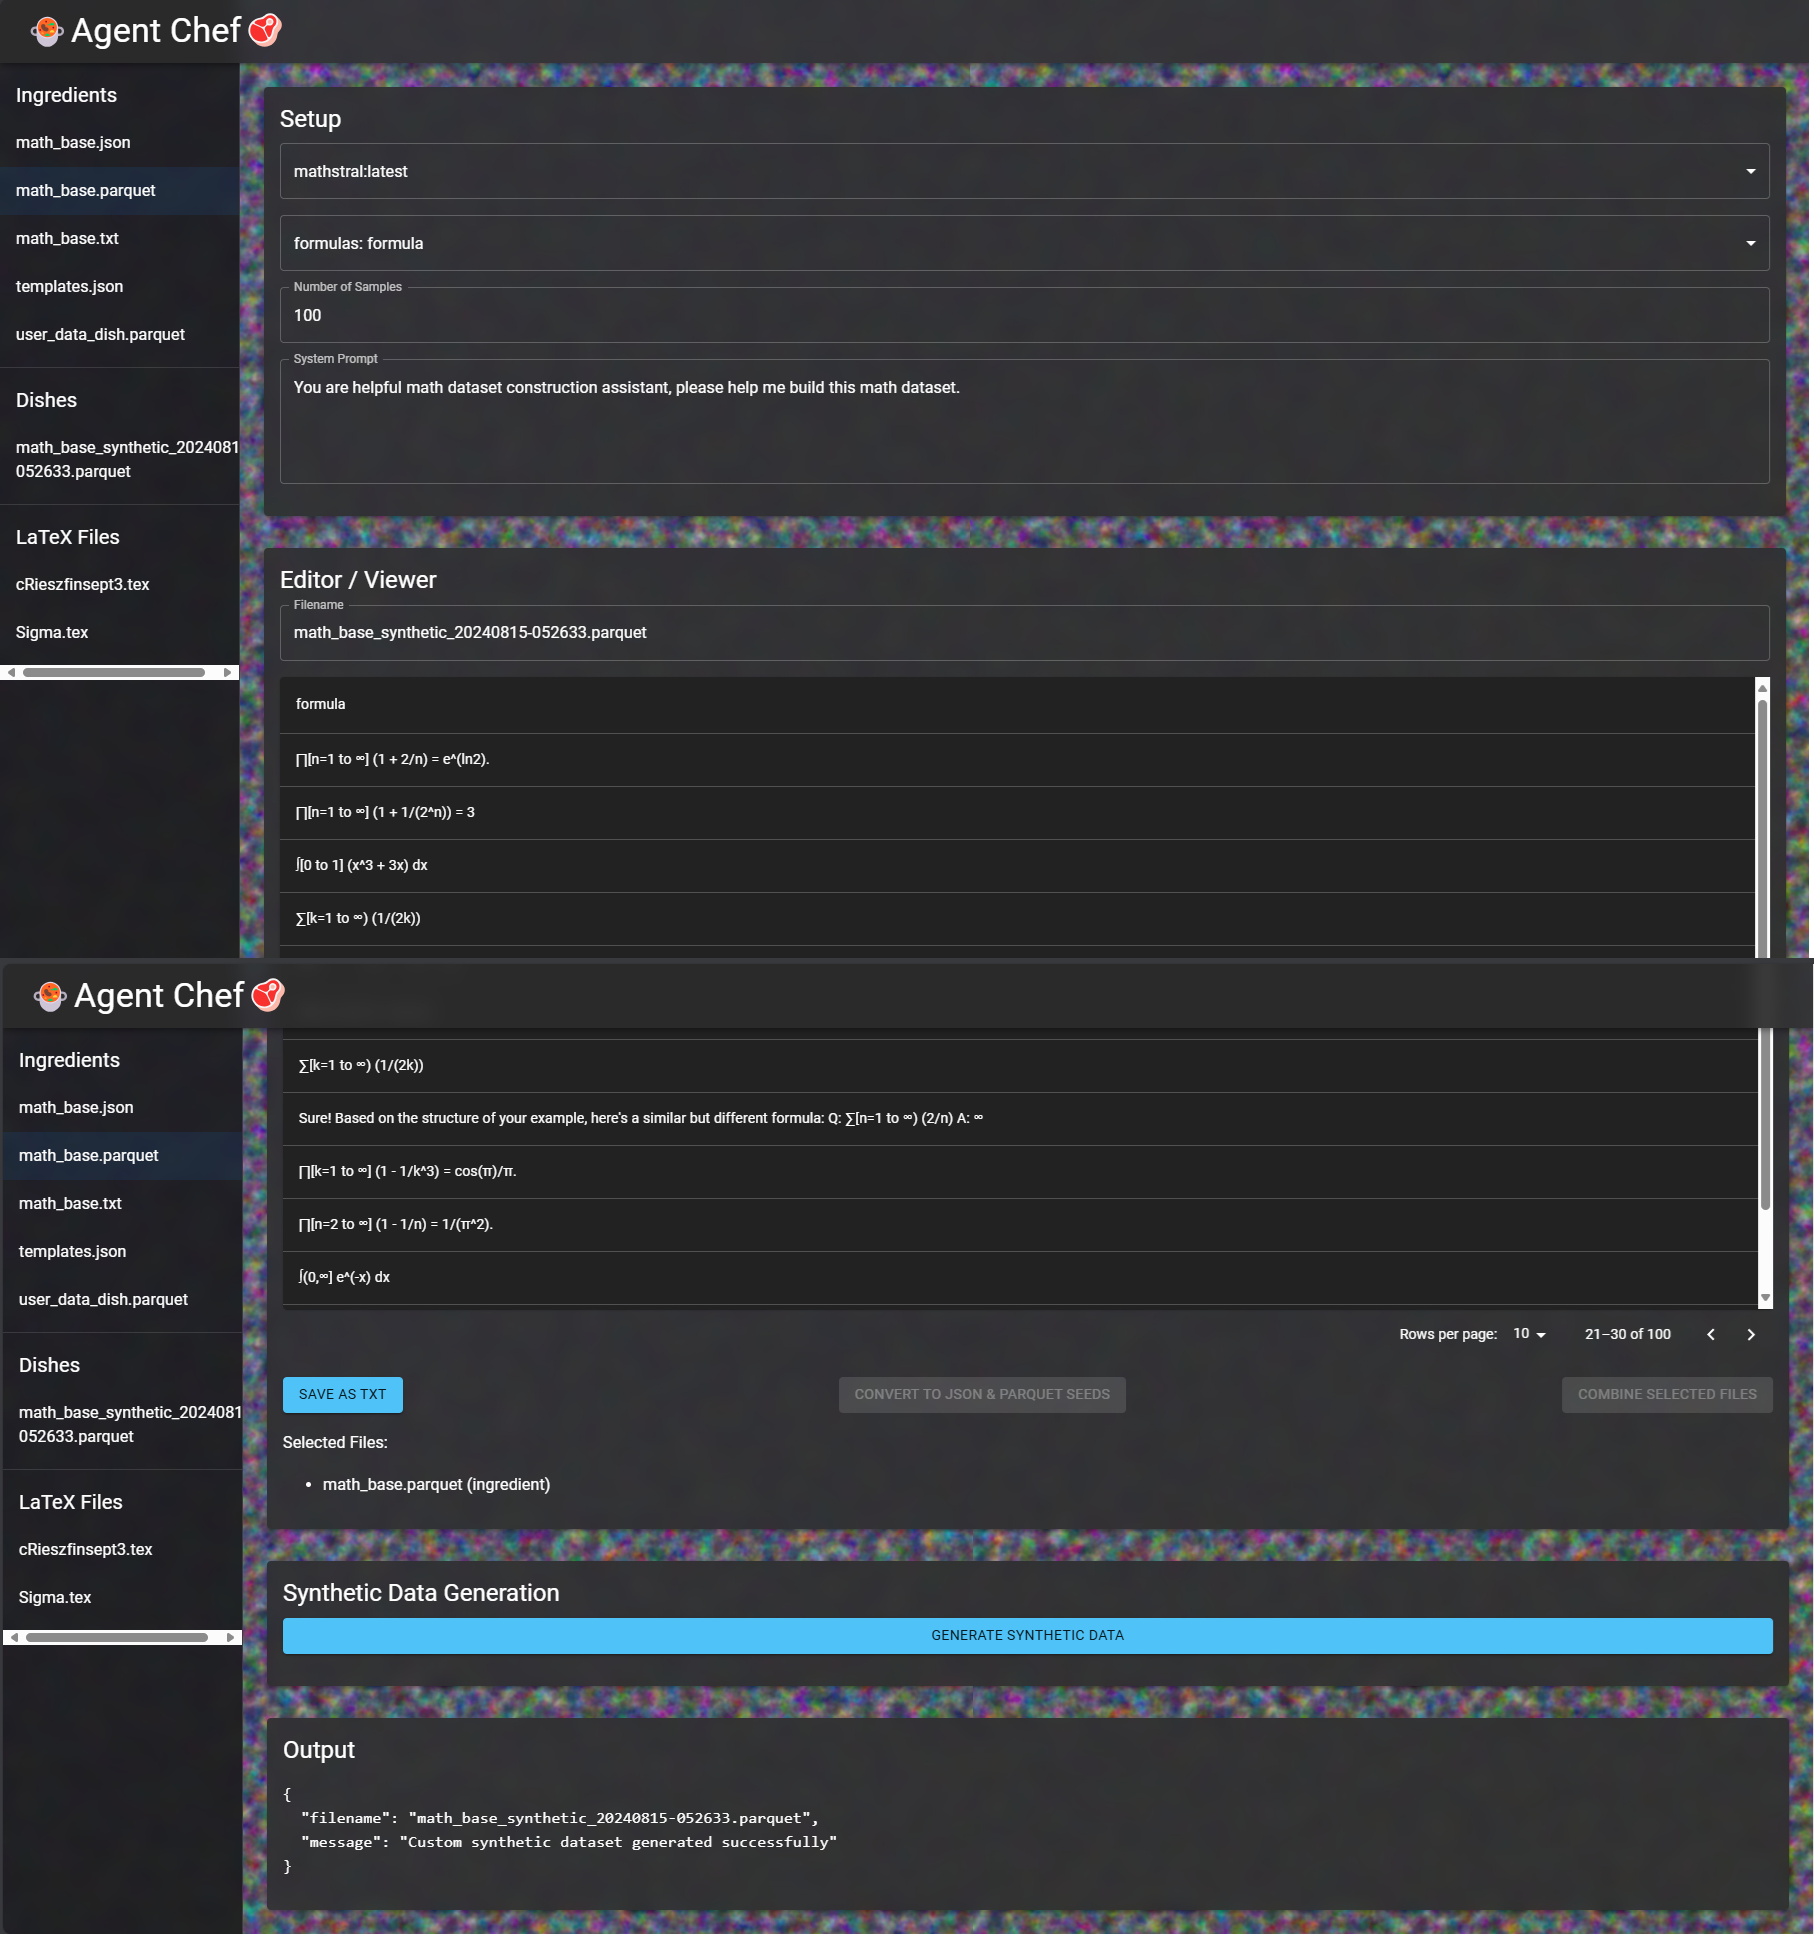 Agent Chef
Ingredients
math_base.json
math_base.parquet
math_base.txt
templates.json
user_data_dish.parquet
Dishes
math_base_synthetic_2024081
052633.parquet
LaTeX Files
cRieszfinsept3.tex
Sigma.tex
Setup
mathstral:latest
formulas: formula
Number of Samples
100
System Prompt
You are helpful math dataset construction assistant, please help me build this math dataset.
Editor / Viewer
Filename
math_base_synthetic_20240815-052633.parquet
formula
∏[n=1 to ∞] (1 + 2/n) = e^(ln2).
∏[n=1 to ∞] (1 + 1/(2^n)) = 3
∫[0 to 1] (x^3 + 3x) dx
∑[k=1 to ∞) (1/(2k))
Agent Chef
Ingredients
math_base.json
math_base.parquet
math_base.txt
templates.json
user_data_dish.parquet
Dishes
math_base_synthetic_2024081
052633.parquet
LaTeX Files
cRieszfinsept3.tex
Sigma.tex
∑[k=1 to ∞) (1/(2k))
Sure! Based on the structure of your example, here's a similar but different formula: Q: ∑[n=1 to ∞) (2/n) A: ∞
∏[k=1 to ∞] (1 - 1/k^3) = cos(π)/π.
∏[n=2 to ∞] (1 - 1/n) = 1/(π^2).
∫(0,∞] e^(-x) dx
Rows per page: 10 21–30 of 100
SAVE AS TXT CONVERT TO JSON & PARQUET SEEDS COMBINE SELECTED FILES
Selected Files:
• math_base.parquet (ingredient)
Synthetic Data Generation
GENERATE SYNTHETIC DATA
Output
{
"filename": "math_base_synthetic_20240815-052633.parquet",
"message": "Custom synthetic dataset generated successfully"
}